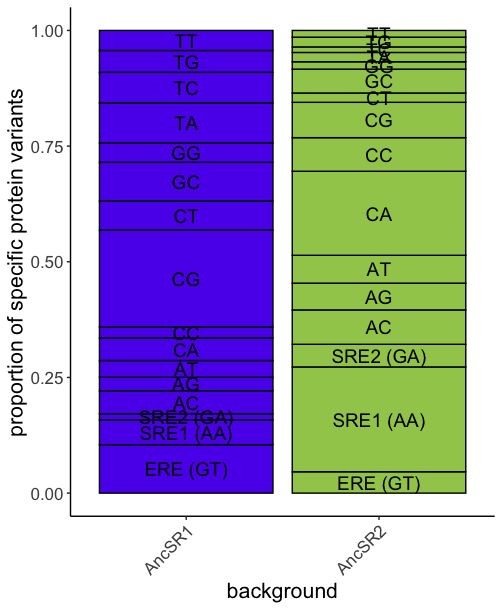 proportion of specific protein variants
1.00
0.75
0.50
0.25
0.00
TT
TG
TC
TA
GG
GC
CT
CG
CC
CA
AT
AG
AC
SRE2 (GA)
SRE1 (AA)
ERE (GT)
TT
TG
TC
TA
GG
GC
CT
CG
CC
CA
AT
AG
AC
SRE2 (GA)
SRE1 (AA)
ERE (GT)
AncSR1
AncSR2
background